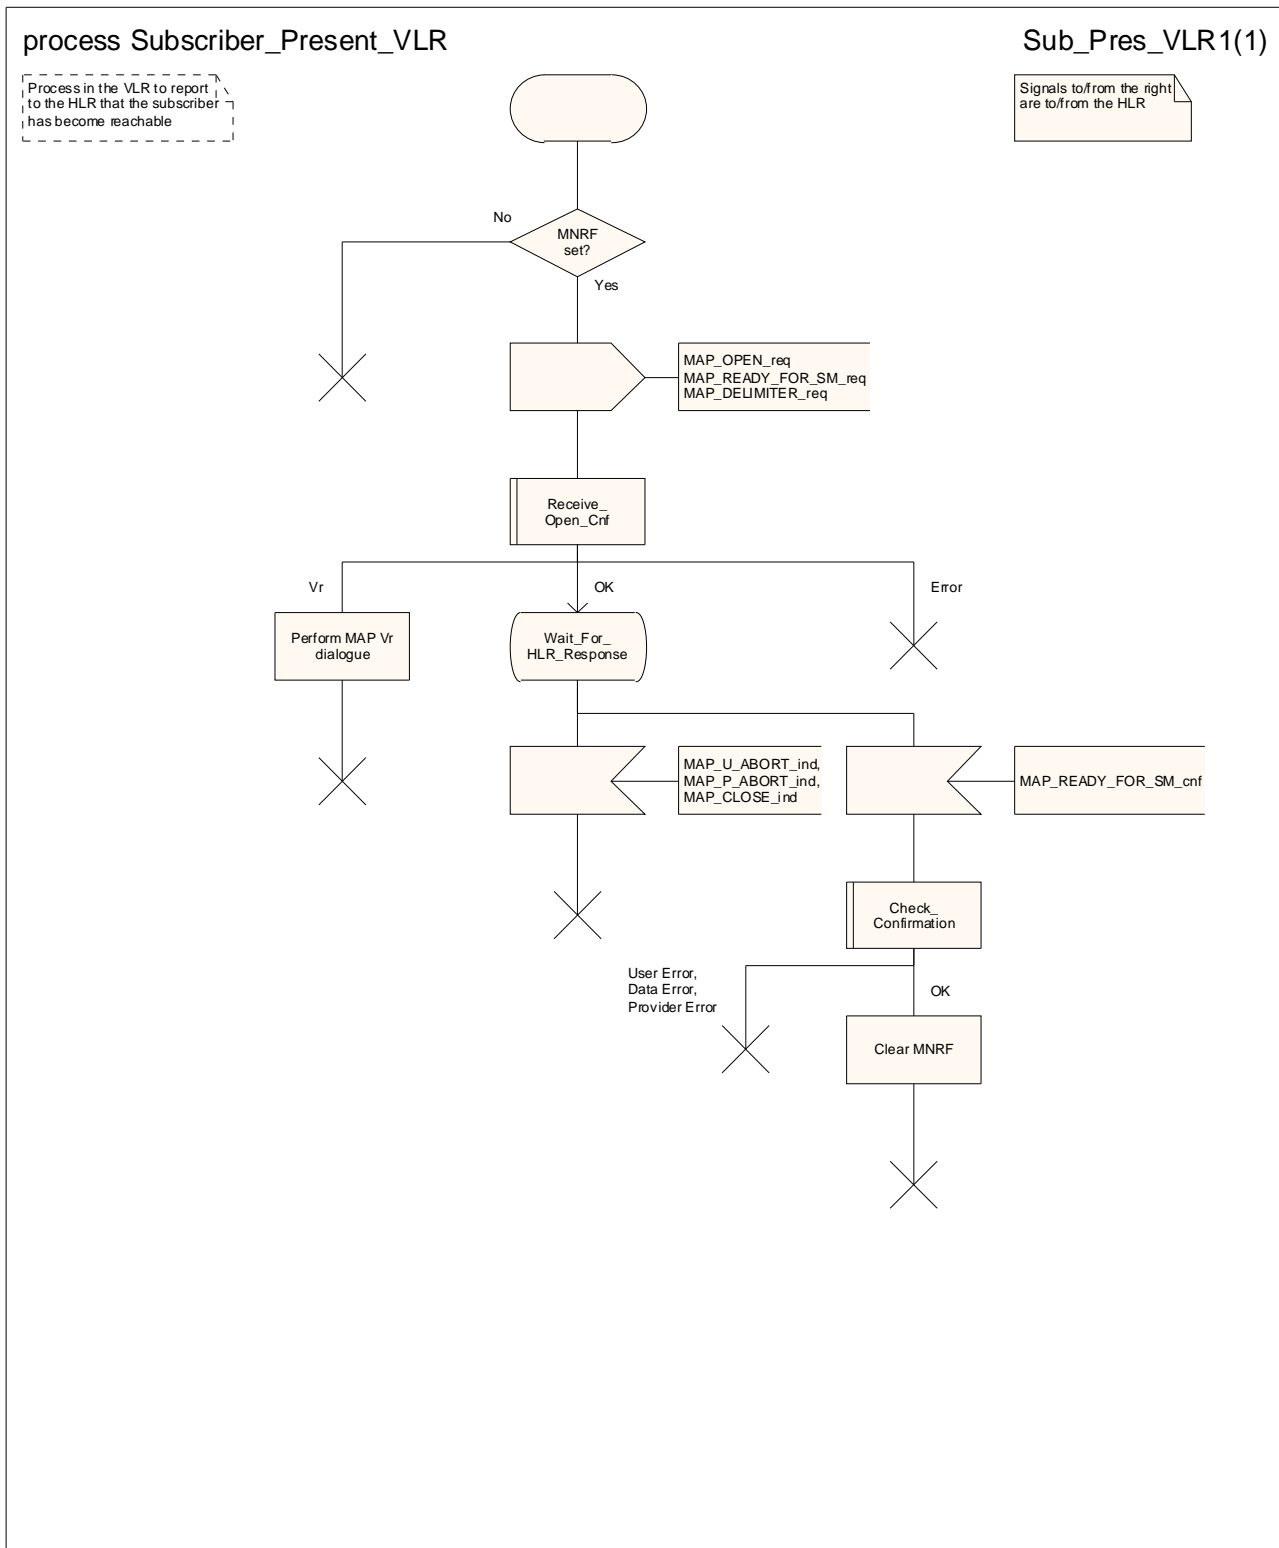 process Subscriber_Present_VLR
Sub_Pres_VLR1(1)
Process in the VLR to report
to the HLR that the subscriber
has become reachable
Signals to/from the right
are to/from the HLR
No
MNRF
set?
Yes
MAP_OPEN_req
MAP_READY_FOR_SM_req
MAP_DELIMITER_req
Receive_
Open_Cnf
Vr
OK
Error
Perform MAP Vr
dialogue
Wait_For_
HLR_Response
MAP_U_ABORT_ind,
MAP_P_ABORT_ind,
MAP_CLOSE_ind
MAP_READY_FOR_SM_cnf
Check_
Confirmation
User Error,
Data Error,
Provider Error
OK
Clear MNRF